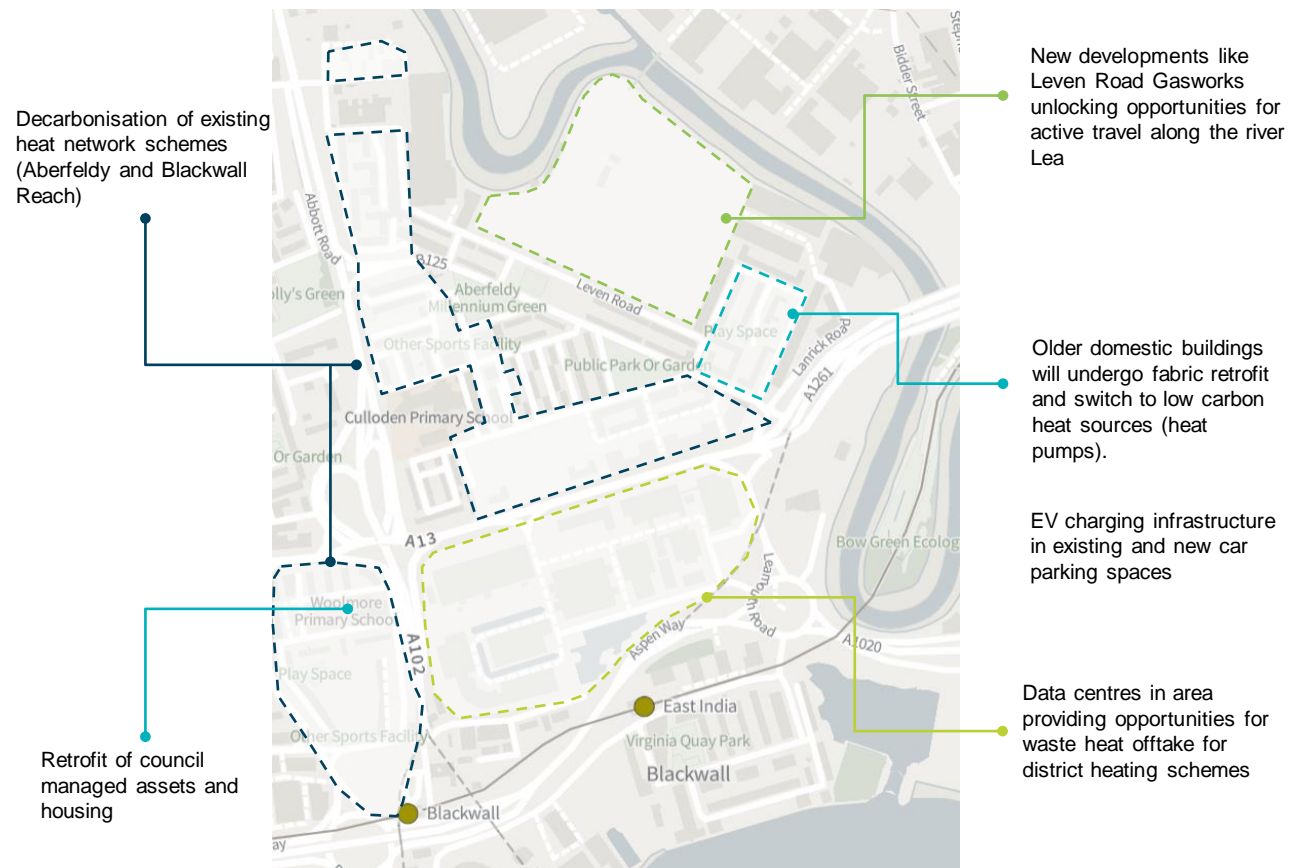 Decarbonisation of existing
heat network schemes
(Aberfeldy and Blackwall
Reach)
Retrofit of council
managed assets and
housing
Bidder Street
Abbott Road
B125
olly's Green
Aberfeldy
Millennium Green
Leven Road
Other Sports Facility
Public Park Or Garden
Play Space
Lanrick Road
A1261
Culloden Primary School
Or Garden
A13
Bow Green Ecolog
Woolmore
Primary School
A102
Leamouth Road
Aspen Way
A1020
Play Space
Other Sports Facility
East India
Virginia Quay Park
Blackwall
Blackwall
ay
New developments like
Leven Road Gasworks
unlocking opportunities for
active travel along the river
Lea
Older domestic buildings
will undergo fabric retrofit
and switch to low carbon
heat sources (heat
pumps).
EV charging infrastructure
in existing and new car
parking spaces
Data centres in area
providing opportunities for
waste heat offtake for
district heating schemes